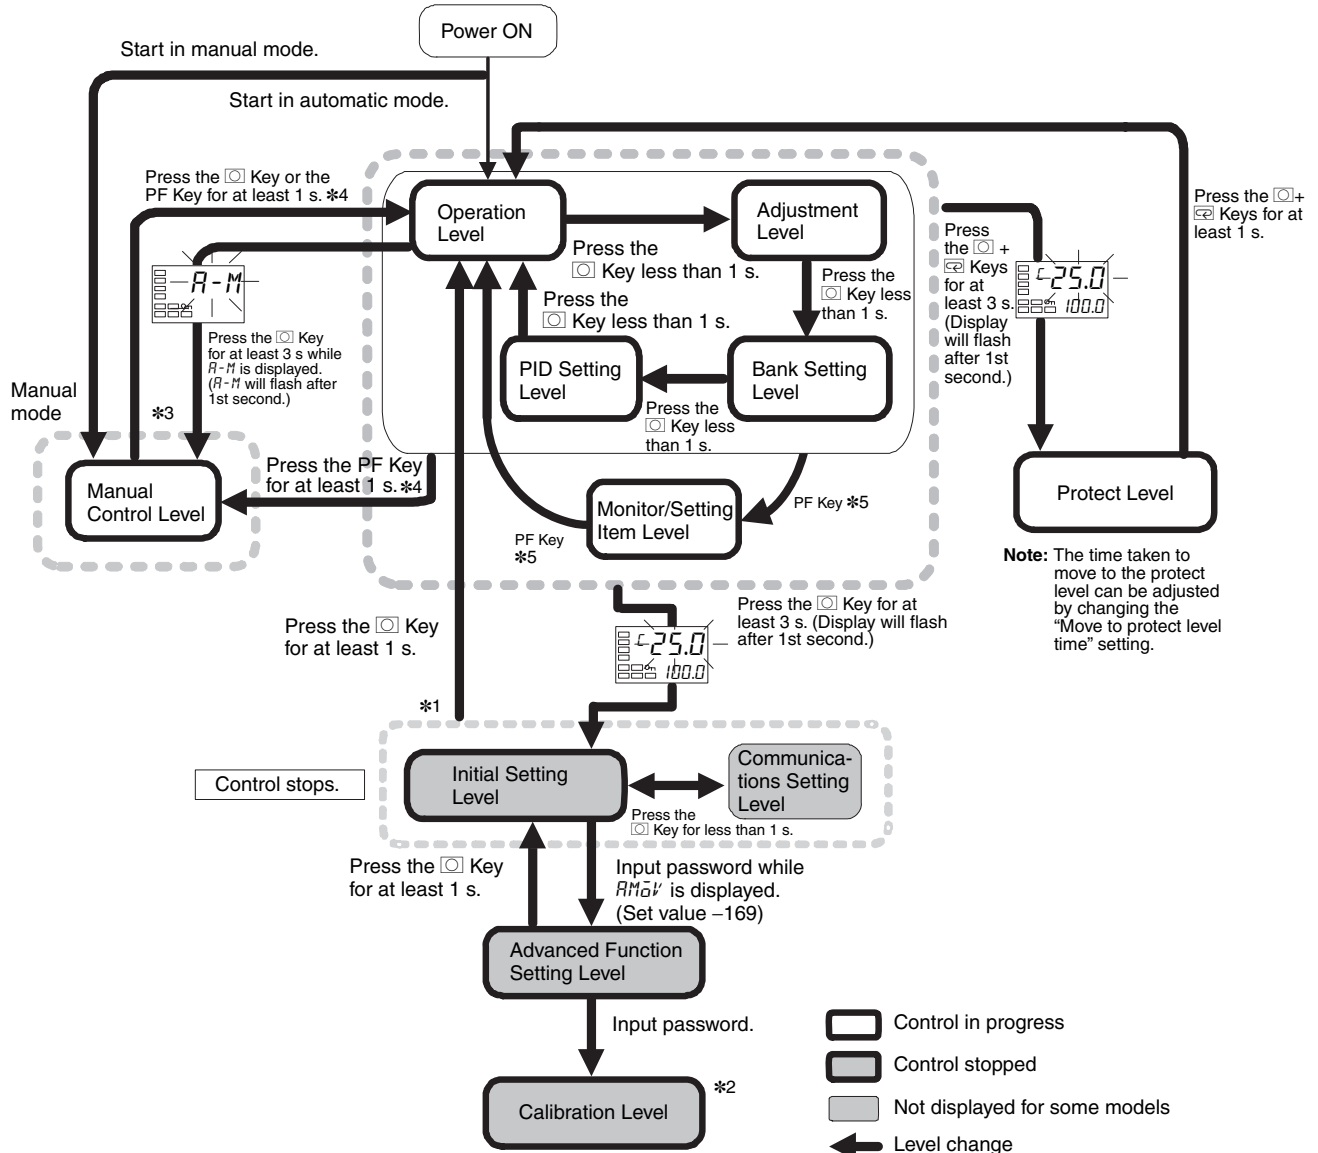 Power ON
Start in manual mode.
Start in automatic mode.
Press the Key or the
PF Key for at least 1 s. ✽4
Operation
Level
Adjustment
Level
Press the
Key less than 1 s.
Press the
Key less
than 1 s.
Press the
Key less than 1 s.
PID Setting
Level
Bank Setting
Level
Press the
Key less
than 1 s.
Press
the +
Keys
for at
least 3 s.
(Display
will flash
after 1st
second.)
C 25.0
100.0
Press the +
Keys for at
least 1 s.
A-M
Press the Key
for at least 3 s while
A-M is displayed.
(A-M will flash after
1st second.)
Manual
mode
✽3
Manual
Control Level
Press the PF Key
for at least 1 s. ✽4
Monitor/Setting
Item Level
PF Key ✽5
PF Key
✽5
Protect Level
Note: The time taken to
move to the protect
level can be adjusted
by changing the
“Move to protect level
time” setting.
Press the Key for at
least 3 s. (Display will flash
after 1st second.)
C 25.0
100.0
Press the Key
for at least 1 s.
✽1
Control stops.
Initial Setting
Level
Communica-
tions Setting
Level
Press the
Key for less than 1 s.
Press the Key
for at least 1 s.
Input password while
AMoV is displayed.
(Set value –169)
Advanced Function
Setting Level
Input password.
Calibration Level
✽2
Control in progress
Control stopped
Not displayed for some models
Level change